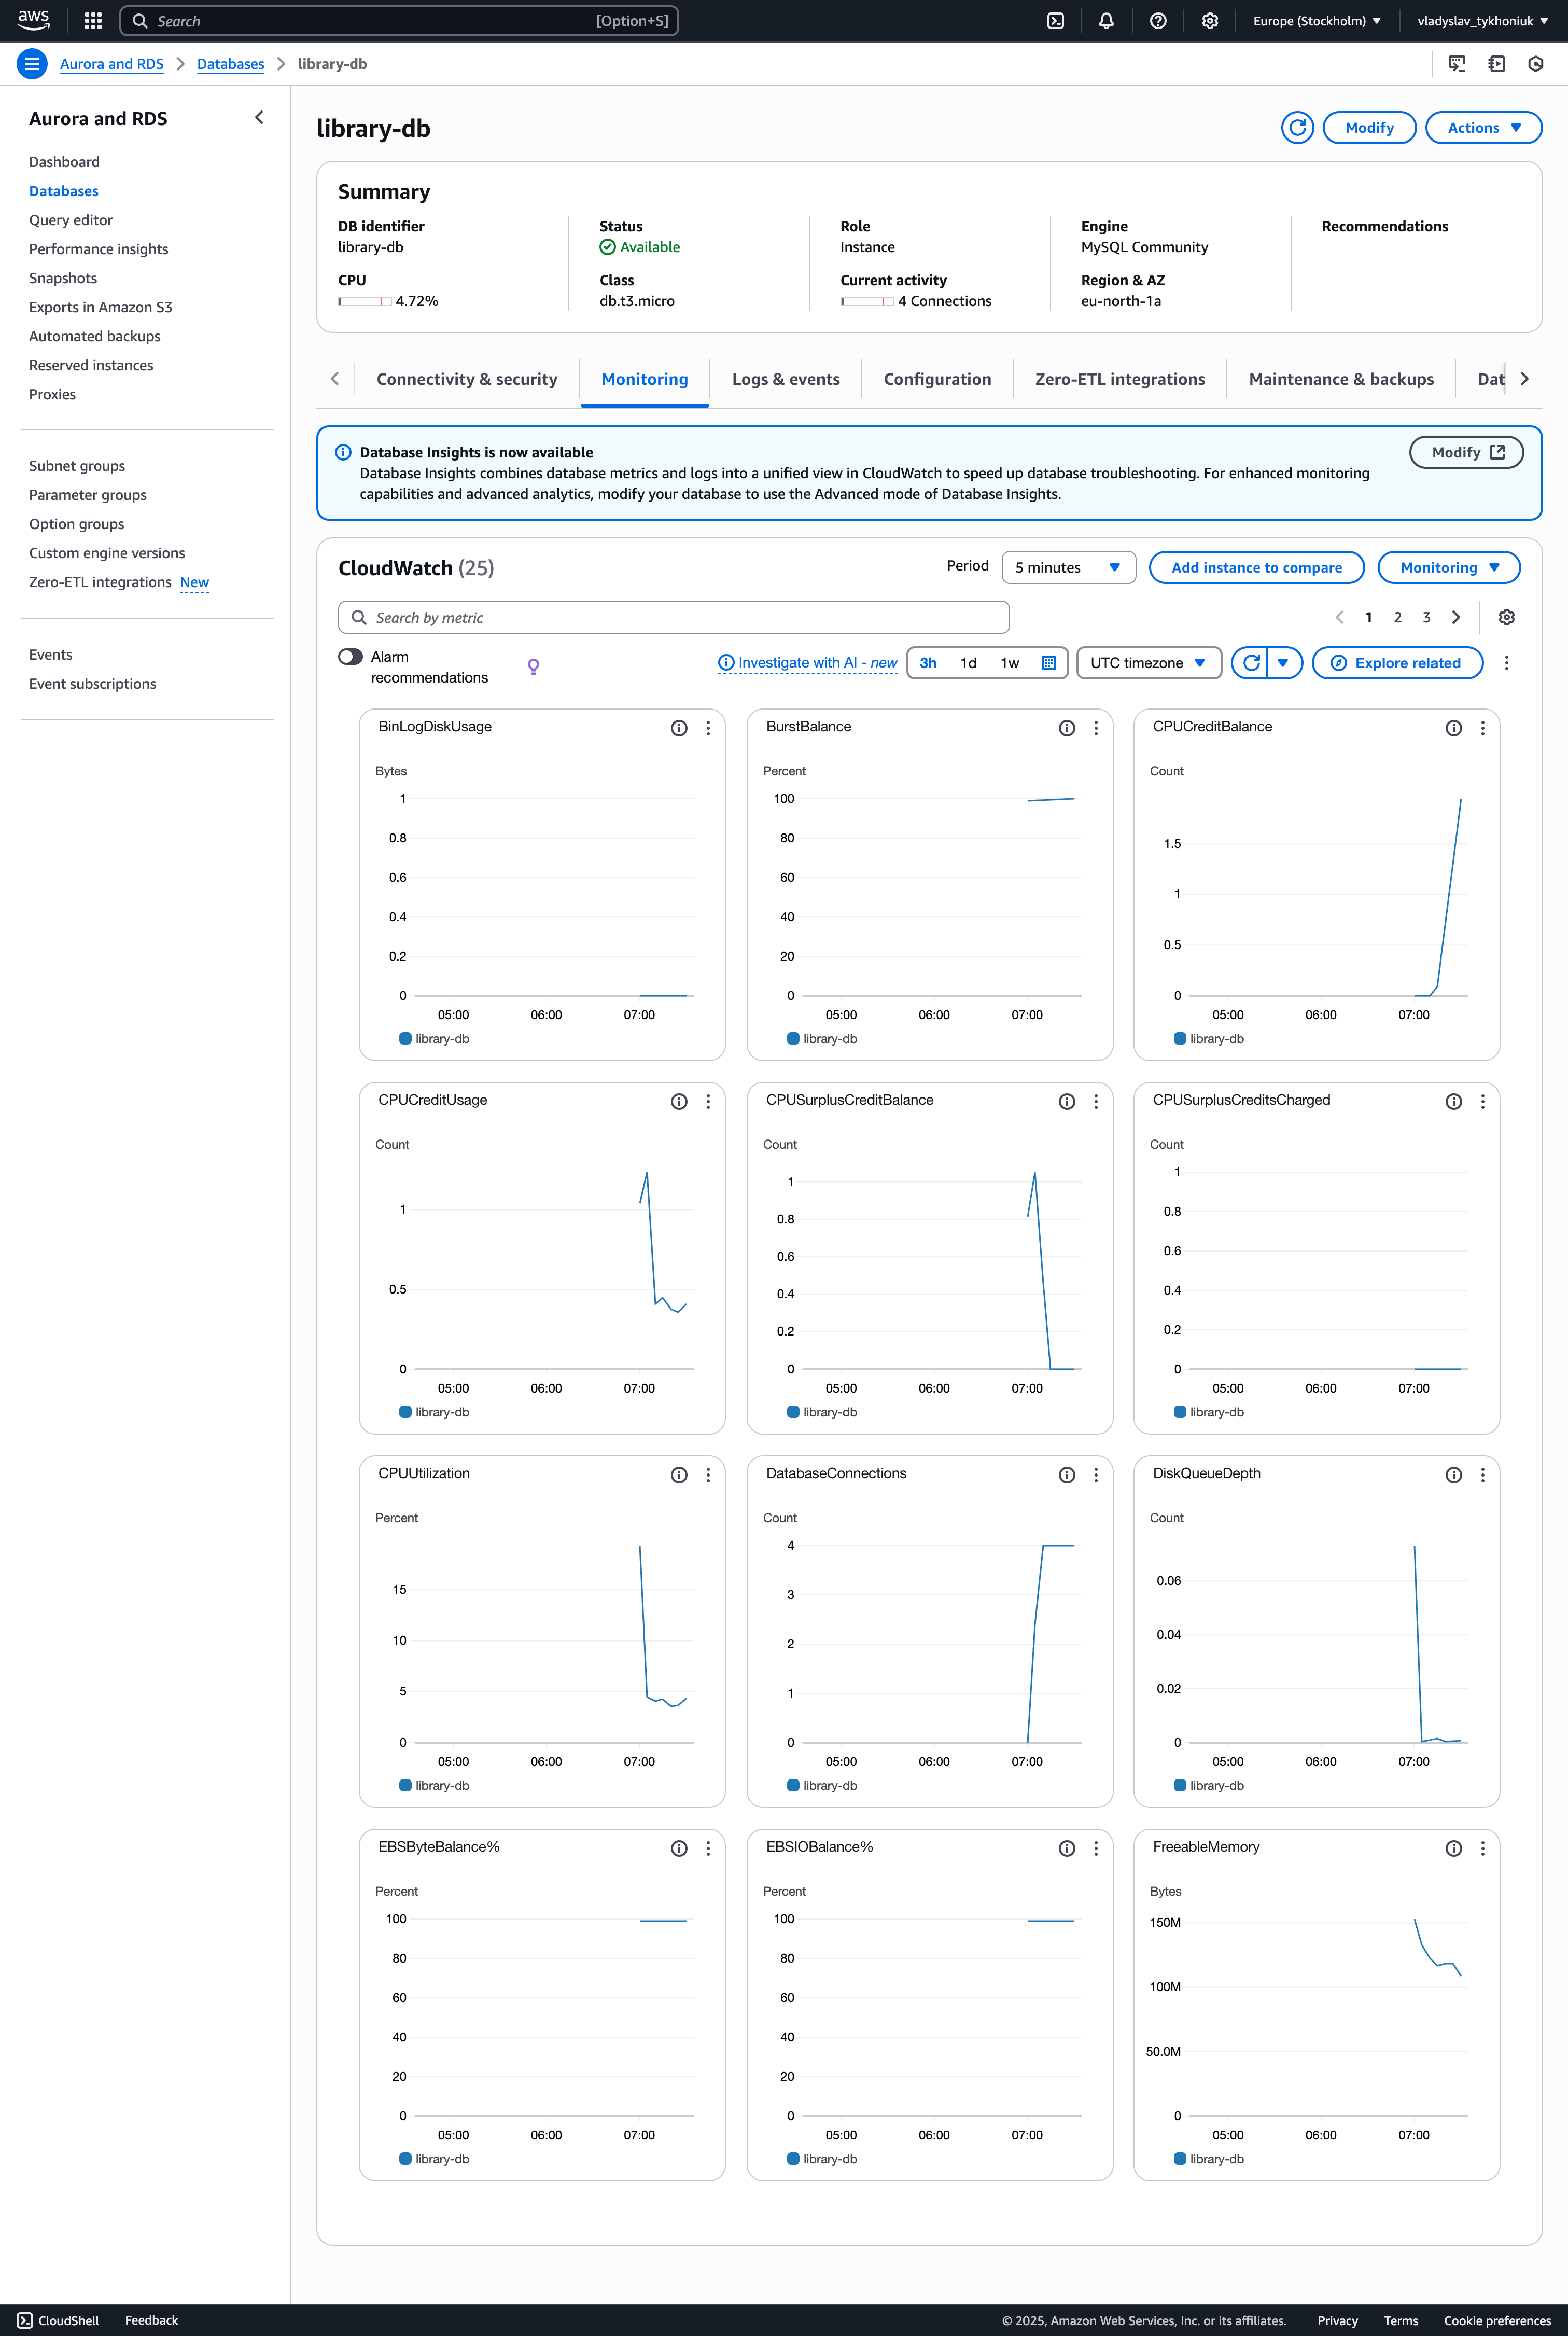 aws
Search
[Option+S]
Europe (Stockholm)
vladyslav_tykhoniuk
Aurora and RDS
Databases
library-db
Aurora and RDS
Dashboard
Databases
Query editor
Performance insights
Snapshots
Exports in Amazon S3
Automated backups
Reserved instances
Proxies
Subnet groups
Parameter groups
Option groups
Custom engine versions
Zero-ETL integrations New
Events
Event subscriptions
library-db
Modify
Actions
Summary
DB identifier
library-db
Status
Available
Role
Instance
Engine
MySQL Community
Recommendations
CPU
4.72%
Class
db.t3.micro
Current activity
4 Connections
Region & AZ
eu-north-1a
Connectivity & security
Monitoring
Logs & events
Configuration
Zero-ETL integrations
Maintenance & backups
Dat
Database Insights is now available
Database Insights combines database metrics and logs into a unified view in CloudWatch to speed up database troubleshooting. For enhanced monitoring
capabilities and advanced analytics, modify your database to use the Advanced mode of Database Insights.
Modify
CloudWatch (25)
Period
5 minutes
Add instance to compare
Monitoring
Search by metric
1 2 3
Alarm
recommendations
Investigate with AI - new
3h 1d 1w
UTC timezone
Explore related
BinLogDiskUsage
Bytes
1
0.8
0.6
0.4
0.2
0
05:00 06:00 07:00
library-db
BurstBalance
Percent
100
80
60
40
20
0
05:00 06:00 07:00
library-db
CPUCreditBalance
Count
1.5
1
0.5
0
05:00 06:00 07:00
library-db
CPUCreditUsage
Count
1
0.5
0
05:00 06:00 07:00
library-db
CPUSurplusCreditBalance
Count
1
0.8
0.6
0.4
0.2
0
05:00 06:00 07:00
library-db
CPUSurplusCreditsCharged
Count
1
0.8
0.6
0.4
0.2
0
05:00 06:00 07:00
library-db
CPUUtilization
Percent
15
10
5
0
05:00 06:00 07:00
library-db
DatabaseConnections
Count
4
3
2
1
0
05:00 06:00 07:00
library-db
DiskQueueDepth
Count
0.06
0.04
0.02
0
05:00 06:00 07:00
library-db
EBSByteBalance%
Percent
100
80
60
40
20
0
05:00 06:00 07:00
library-db
EBSIOBalance%
Percent
100
80
60
40
20
0
05:00 06:00 07:00
library-db
FreeableMemory
Bytes
150M
100M
50.0M
0
05:00 06:00 07:00
library-db
CloudShell
Feedback
© 2025, Amazon Web Services, Inc. or its affiliates.
Privacy
Terms
Cookie preferences